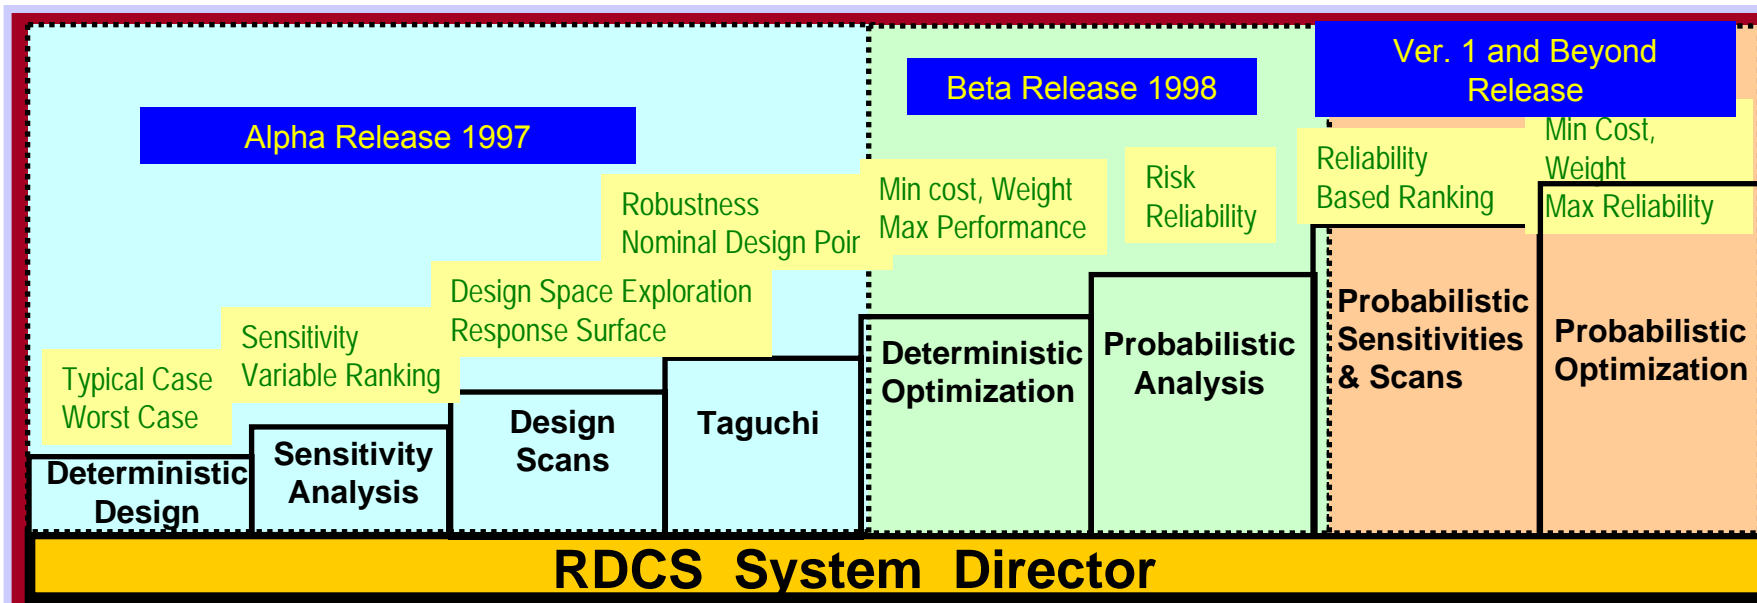 Alpha Release 1997
Beta Release 1998
Ver. 1 and Beyond
Release
Typical Case
Worst Case
Sensitivity
Variable Ranking
Design Space Exploration
Response Surface
Robustness
Nominal Design Poin
Min cost, Weight
Max Performance
Risk
Reliability
Reliability
Based Ranking
Min Cost,
Weight
Max Reliability
Deterministic
Design
Sensitivity
Analysis
Design
Scans
Taguchi
Deterministic
Optimization
Probabilistic
Analysis
Probabilistic
Sensitivities
& Scans
Probabilistic
Optimization
RDCS System Director